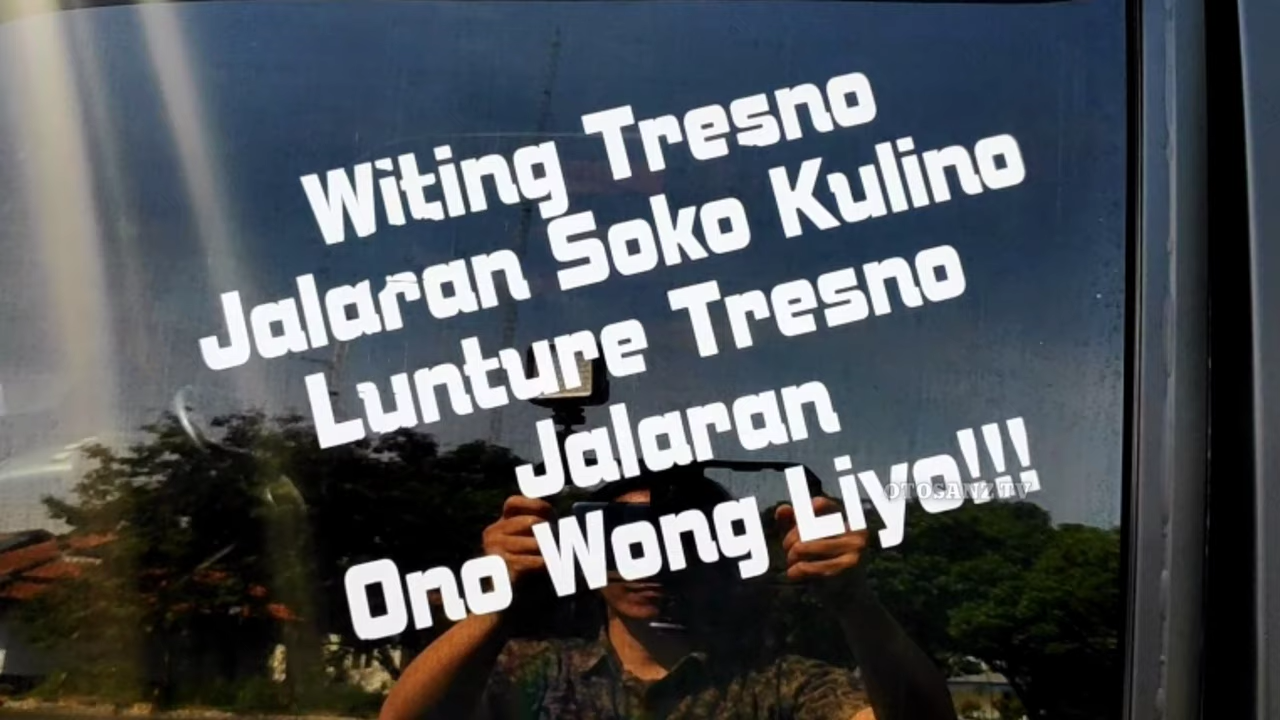 Witing Tresno
Jalaran Soko Kulino
Lunture Tresno
Jalaran
Ono Wong Liyo!!!
OTOSANZ TV